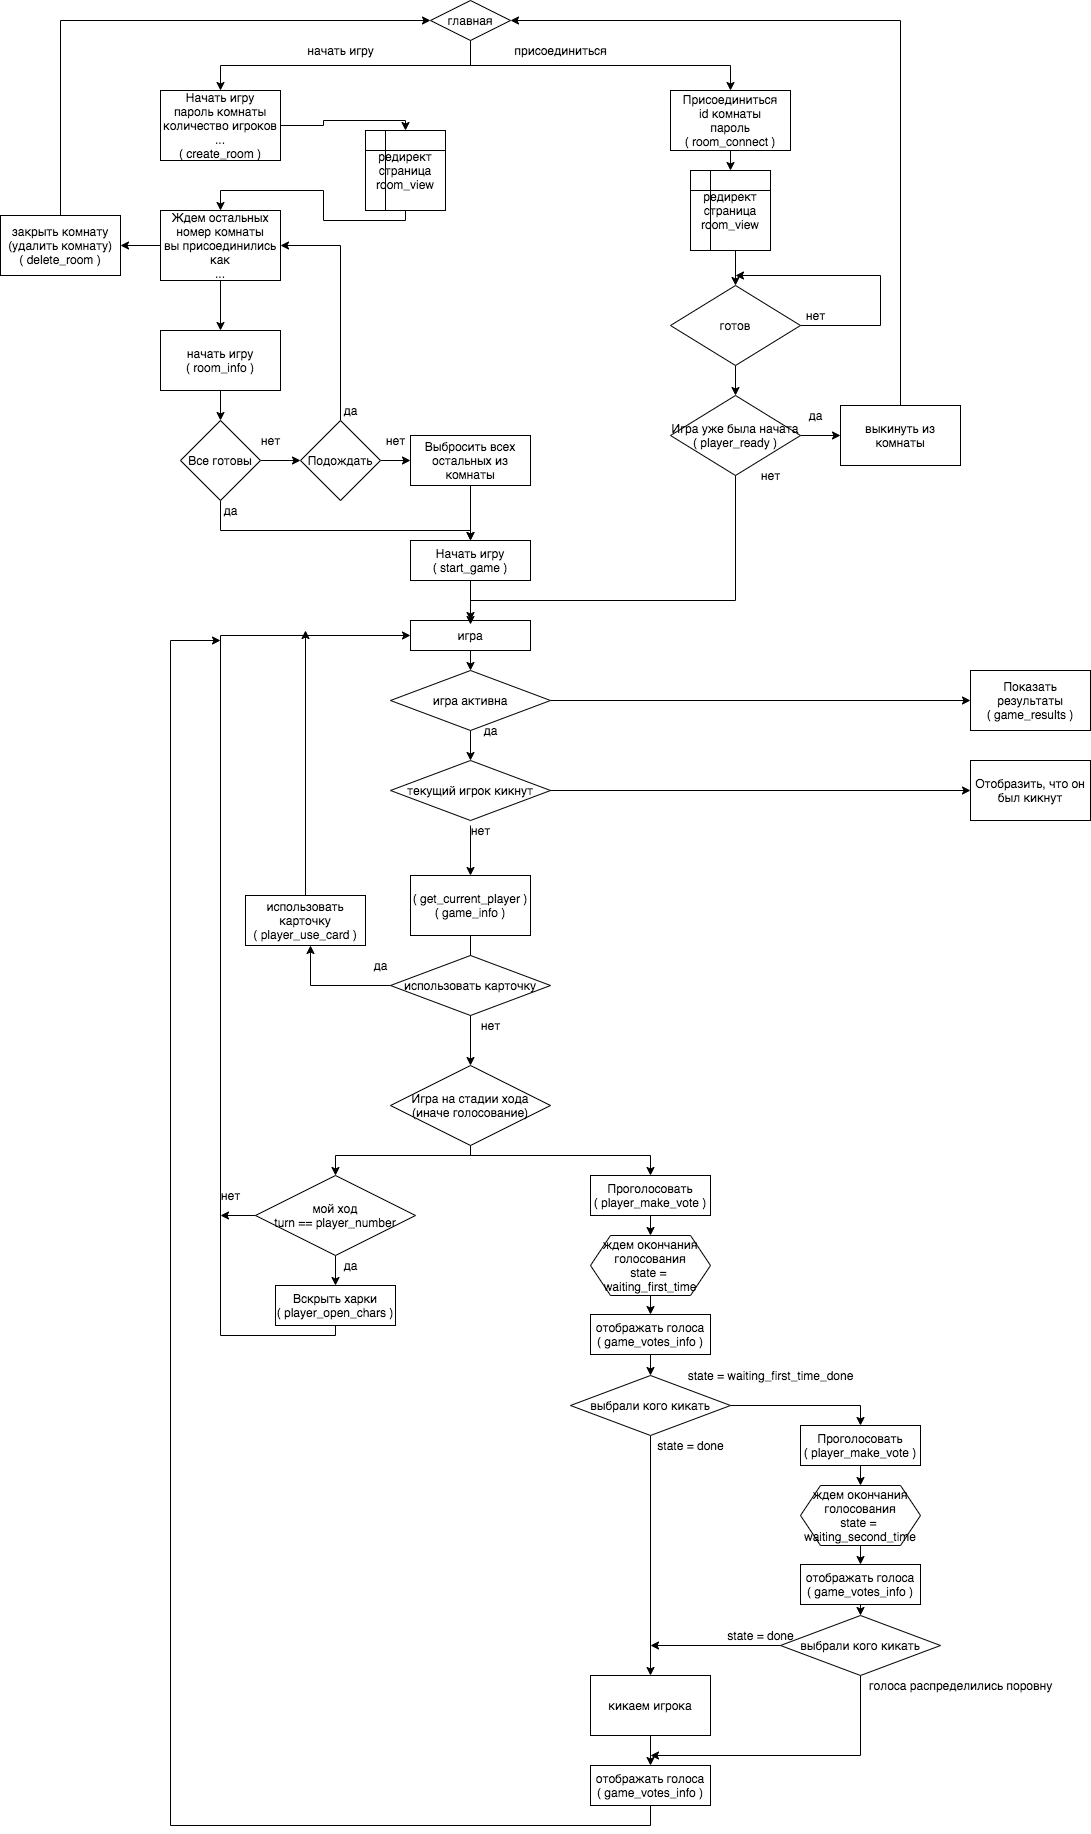 главная
начать игру
присоединиться
Начать игру
пароль комнаты
количество игроков
...
( create_room )
редирект
страница
room_view
Присоединиться
id комнаты
пароль
( room_connect )
редирект
страница
room_view
закрыть комнату
(удалить комнату)
( delete_room )
Ждем остальных
номер комнаты
вы присоединились
как
...
готов
нет
начать игру
( room_info )
Все готовы
нет
да
Подождать
да
нет
Выбросить всех
остальных из
комнаты
Игра уже была начата
( player_ready )
да
нет
выкинуть из
комнаты
Начать игру
( start_game )
игра
игра активна
да
Показать
результаты
( game_results )
текущий игрок кикнут
нет
Отобразить, что он
был кикнут
( get_current_player )
( game_info )
использовать
карточку
( player_use_card )
да
использовать карточку
нет
Игра на стадии хода
(иначе голосование)
нет
мой ход
turn == player_number
да
Вскрыть харки
( player_open_chars )
Проголосовать
( player_make_vote )
ждем окончания
голосования
state =
waiting_first_time
отображать голоса
( game_votes_info )
state = waiting_first_time_done
выбрали кого кикать
state = done
Проголосовать
( player_make_vote )
ждем окончания
голосования
state =
waiting_second_time
отображать голоса
( game_votes_info )
state = done
выбрали кого кикать
голоса распределились поровну
кикаем игрока
отображать голоса
( game_votes_info )